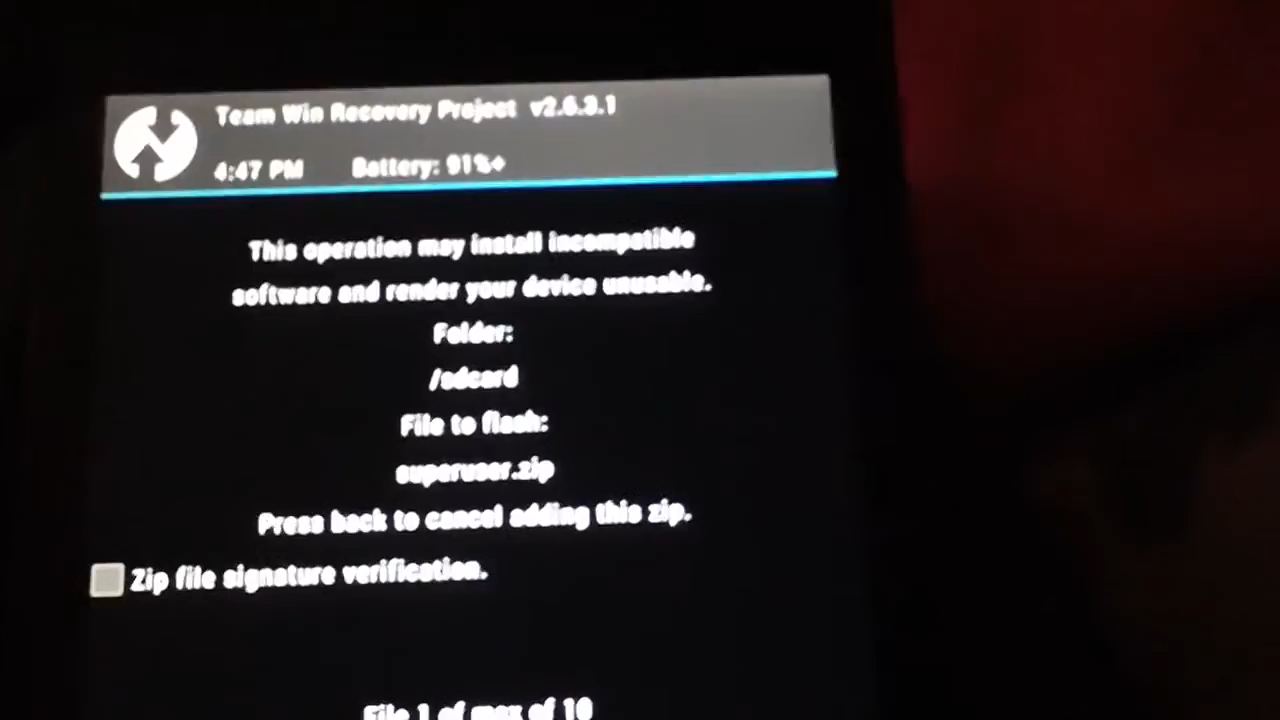 Team Win Recovery Project v2.6.3.1
4:47 PM Battery: 91%+
This operation may install incompatible
software and render your device unusable.
Folder:
/sdcard
File to flash:
superuser.zip
Press back to cancel adding this zip.
Zip file signature verification.
File 1 of max of 10